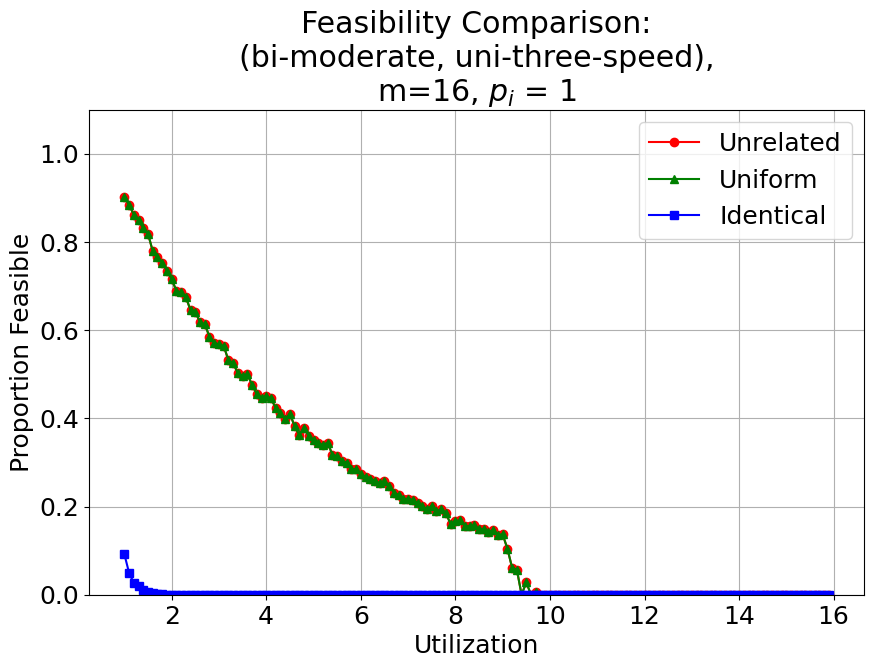 Feasibility Comparison:
(bi-moderate, uni-three-speed),
m=16, $p_i$ = 1
Unrelated
Uniform
Identical
Proportion Feasible
1.0
0.8
0.6
0.4
0.2
0.0
2 4 6 8 10 12 14 16
Utilization